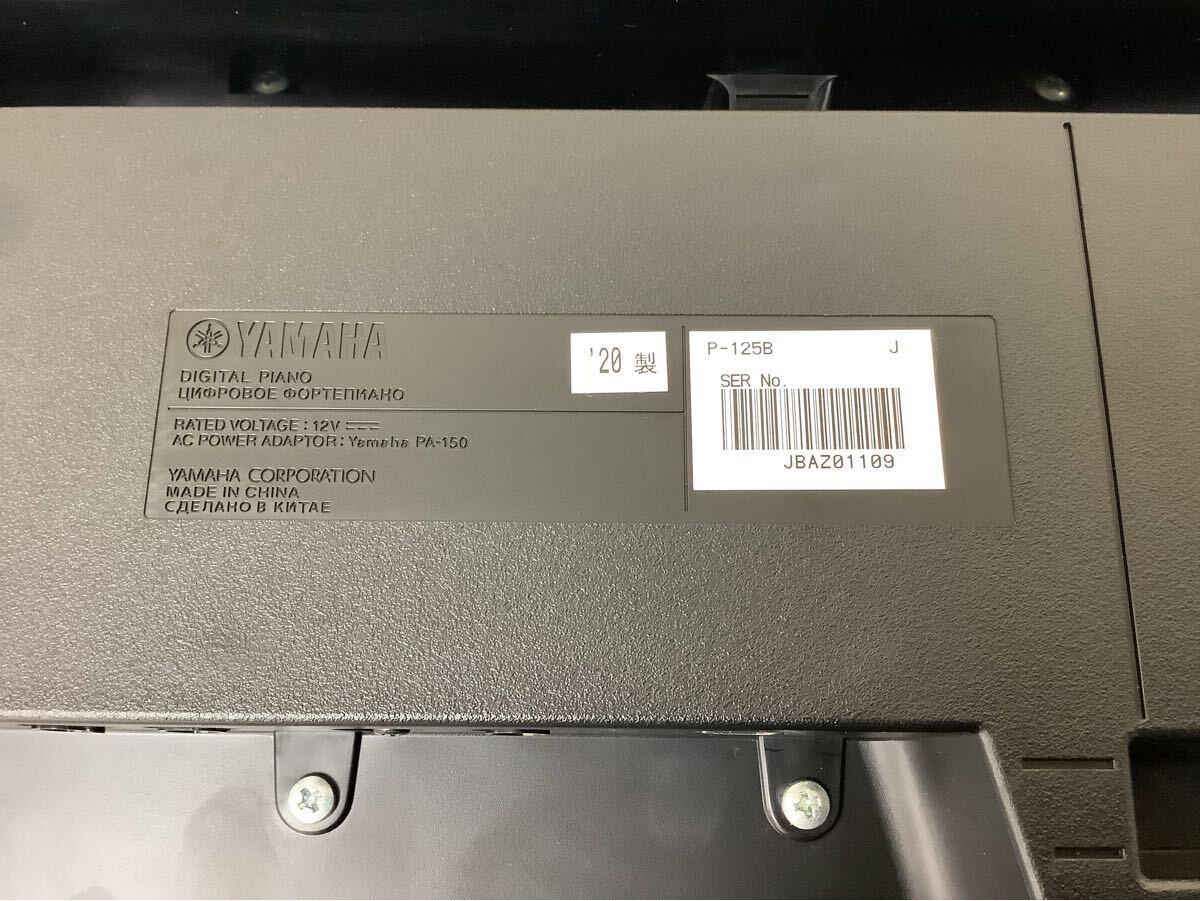 YAMAHA
DIGITAL PIANO
ЦИФРОВОЕ ФОРТЕПИАНО
'20 製
RATED VOLTAGE : 12V
AC POWER ADAPTOR : Yamaha PA-150
YAMAHA CORPORATION
MADE IN CHINA
СДЕЛАНО В КИТАЕ
P-125B J
SER No.
JBAZ01109